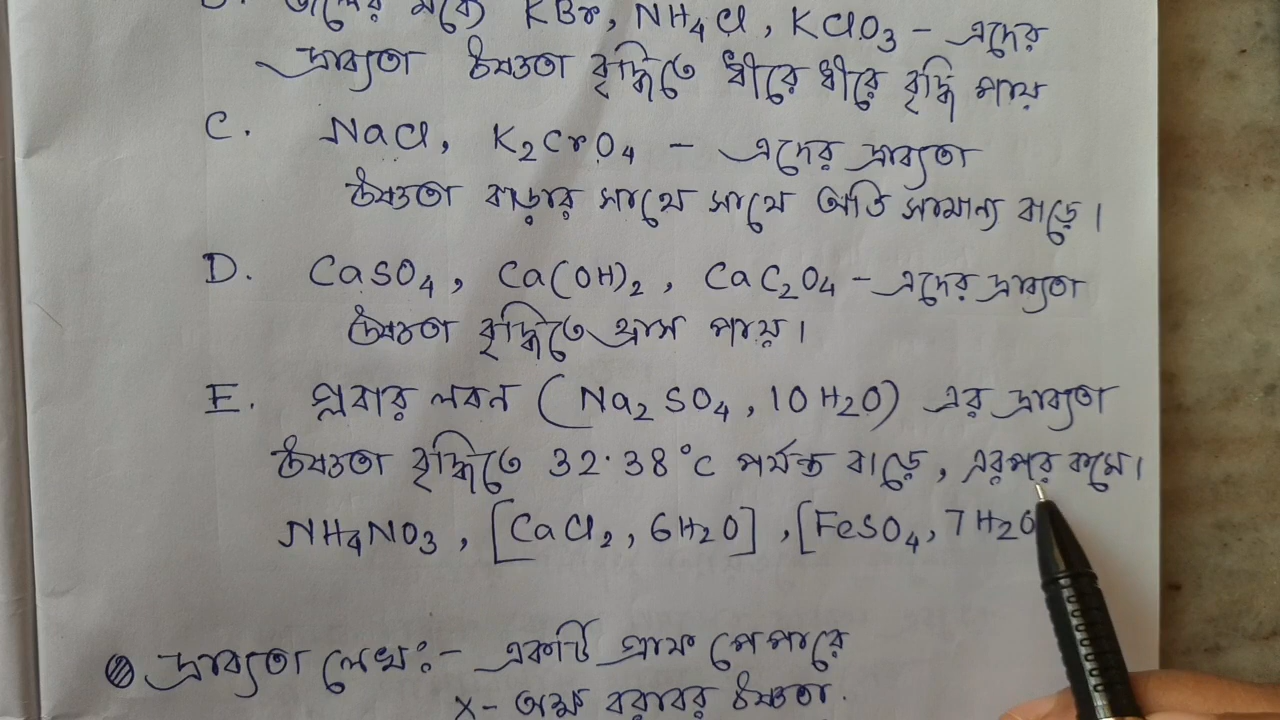 তাদের মধ্যে KBr, NH4Cl, KClO3 - এদের
দ্রাব্যতা উষ্ণতা বৃদ্ধিতে ধীরে ধীরে বৃদ্ধি পায়
C. NaCl, K2CrO4 - এদের দ্রাব্যতা
উষ্ণতা বাড়ার সাথে সাথে অতি সামান্য বাড়ে।
D. CaSO4, Ca(OH)2, CaC2O4 - এদের দ্রাব্যতা
উষ্ণতা বৃদ্ধিতে হ্রাস পায়।
E. গ্লবার লবন (Na2SO4, 10H2O) এর দ্রাব্যতা
উষ্ণতা বৃদ্ধিতে 32·38°C পর্যন্ত বাড়ে, এরপর কমে।
NH4NO3, [CaCl2, 6H2O], [FeSO4, 7H2O
দ্রাব্যতা লেখ:- একটি গ্রাফ পেপারে
X- অক্ষ বরাবর উষ্ণতা.